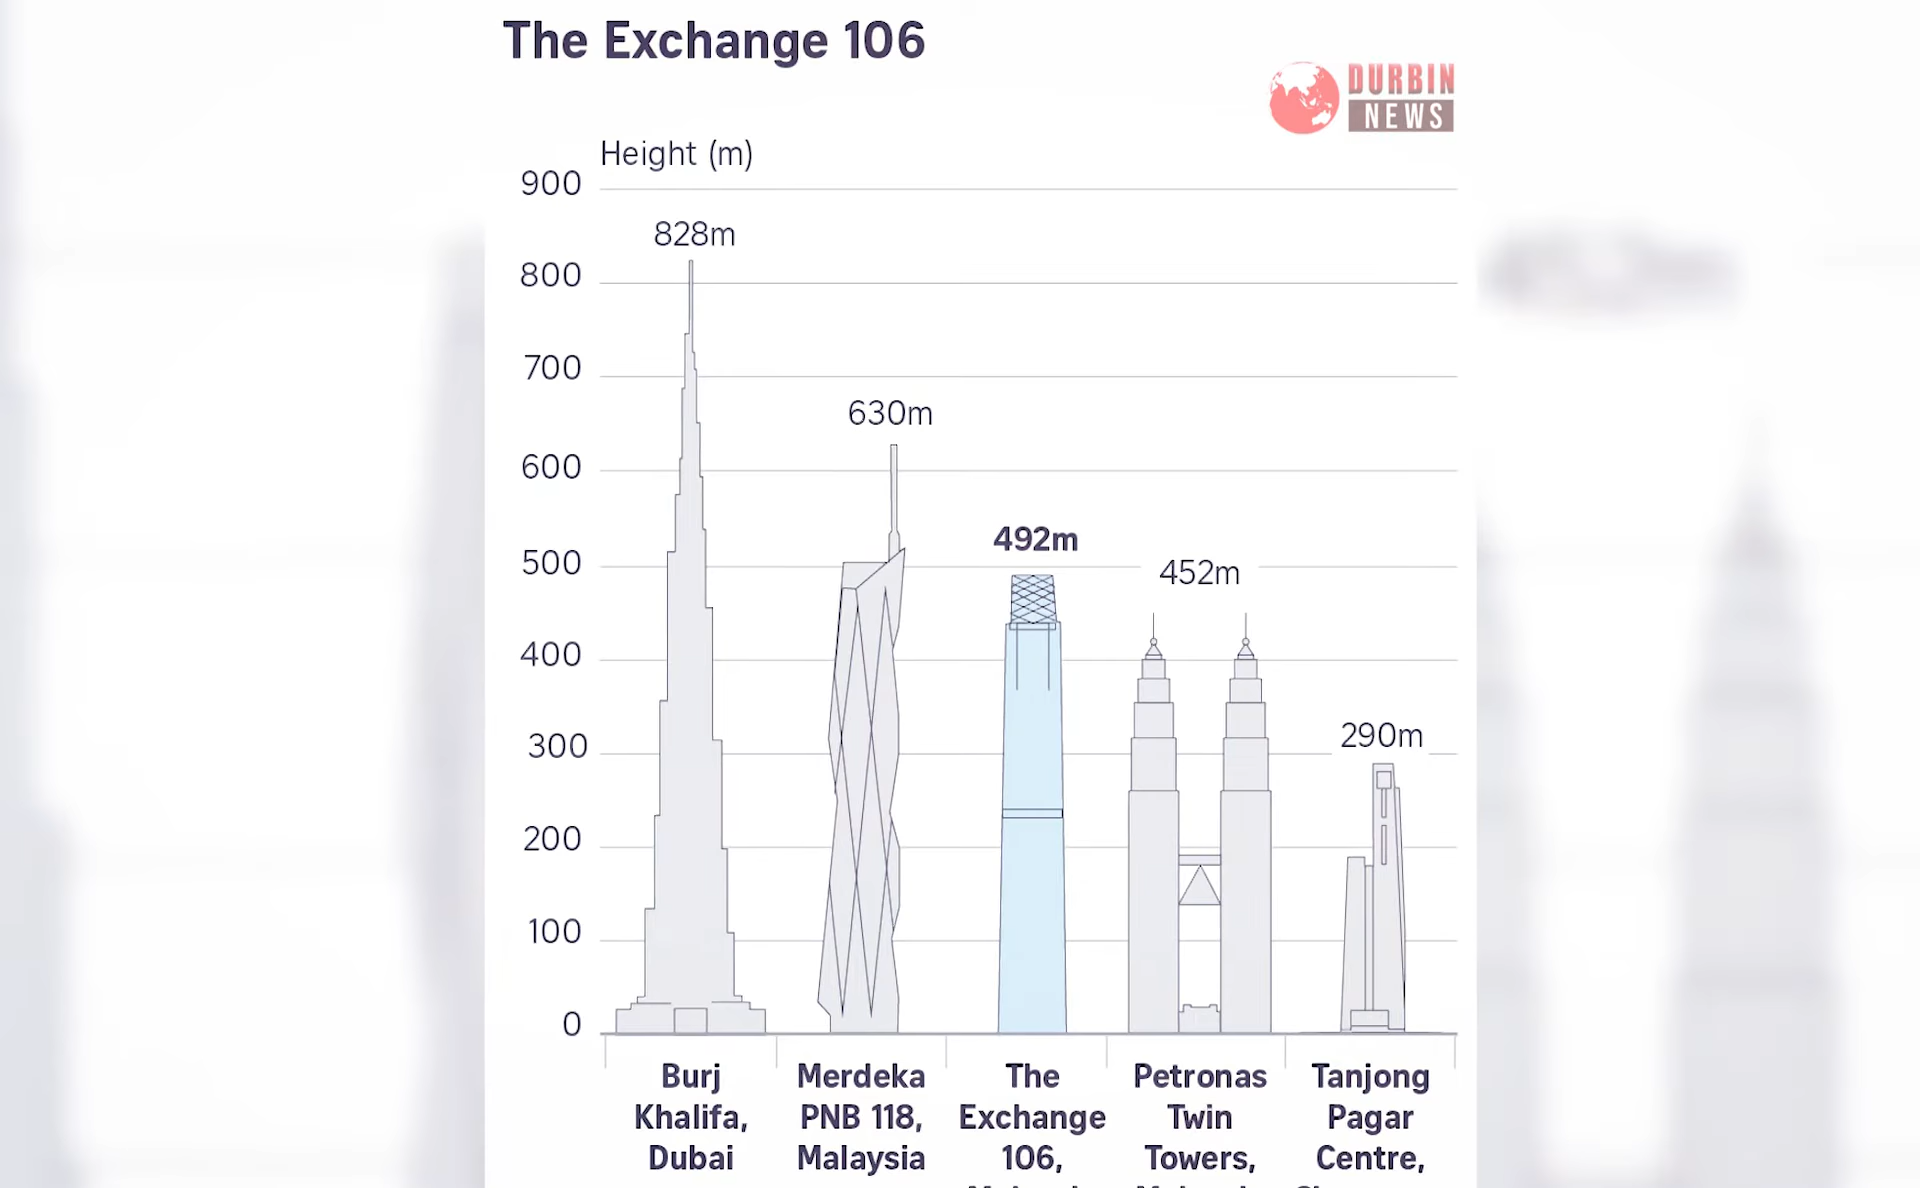 The Exchange 106
DURBIN
NEWS
Height (m)
900
828m
800
700
630m
600
492m
500
452m
400
300
290m
200
100
0
Burj
Khalifa,
Dubai
Merdeka
PNB 118,
Malaysia
The
Exchange
106,
Petronas
Twin
Towers,
Tanjong
Pagar
Centre,